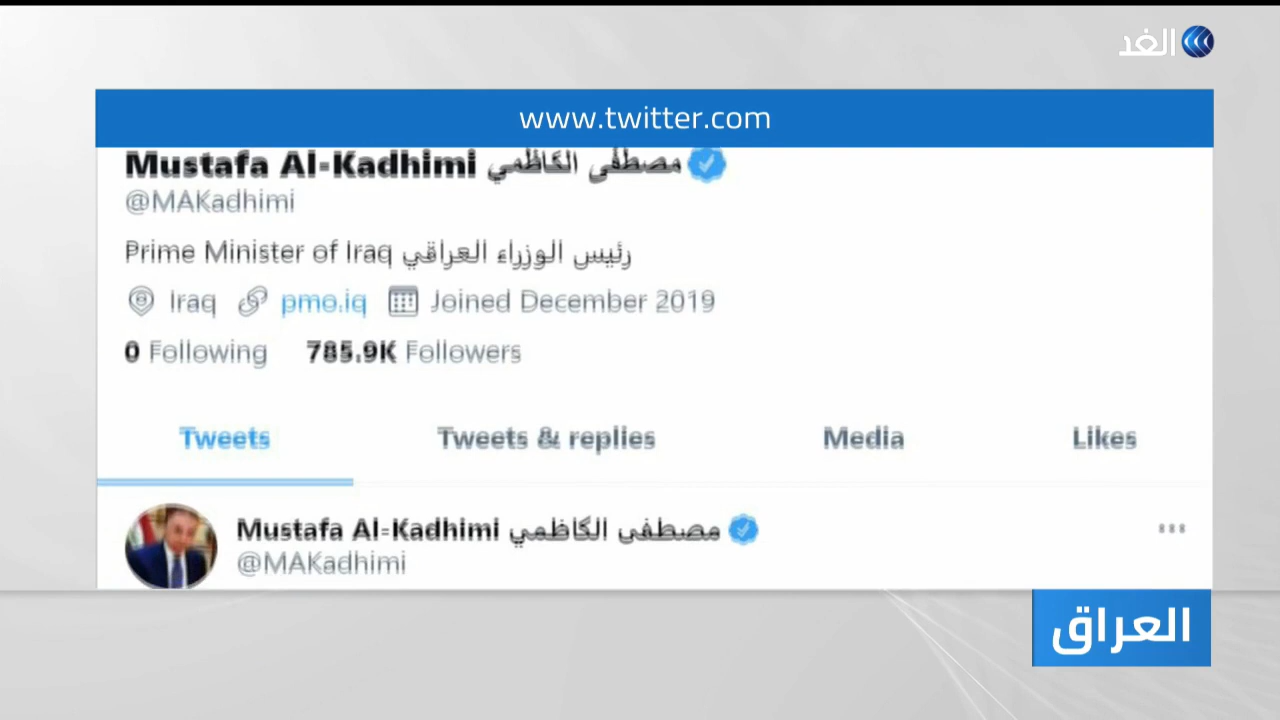 الغد
www.twitter.com
Mustafa Al-Kadhimi مصطفى الكاظمي
@MAKadhimi
Prime Minister of Iraq رئيس الوزراء العراقي
Iraq pmo.iq Joined December 2019
0 Following 785.9K Followers
Tweets Tweets & replies Media Likes
Mustafa Al-Kadhimi مصطفى الكاظمي
@MAKadhimi
العراق